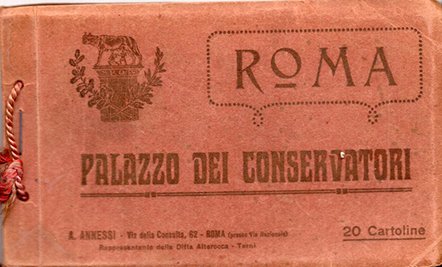 ROMA
PALAZZO DEI CONSERVATORI
A. ANNESSI - Via della Consulta, 62 - ROMA (presso Via Nazionale)
Rappresentante della Ditta Alterocca - Terni
20 Cartoline